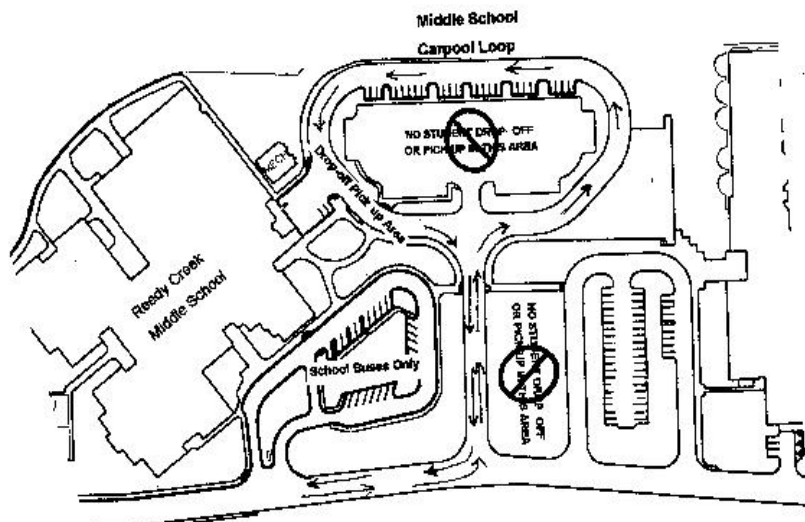 Middle School
Carpool Loop
NO STUDENT DROP-OFF
OR PICK UP IN THIS AREA
MECH
Drop-off Pick up Area
Reedy Creek
Middle School
School Buses Only
NO STUDENT DROP OFF
OR PICK UP IN THIS AREA